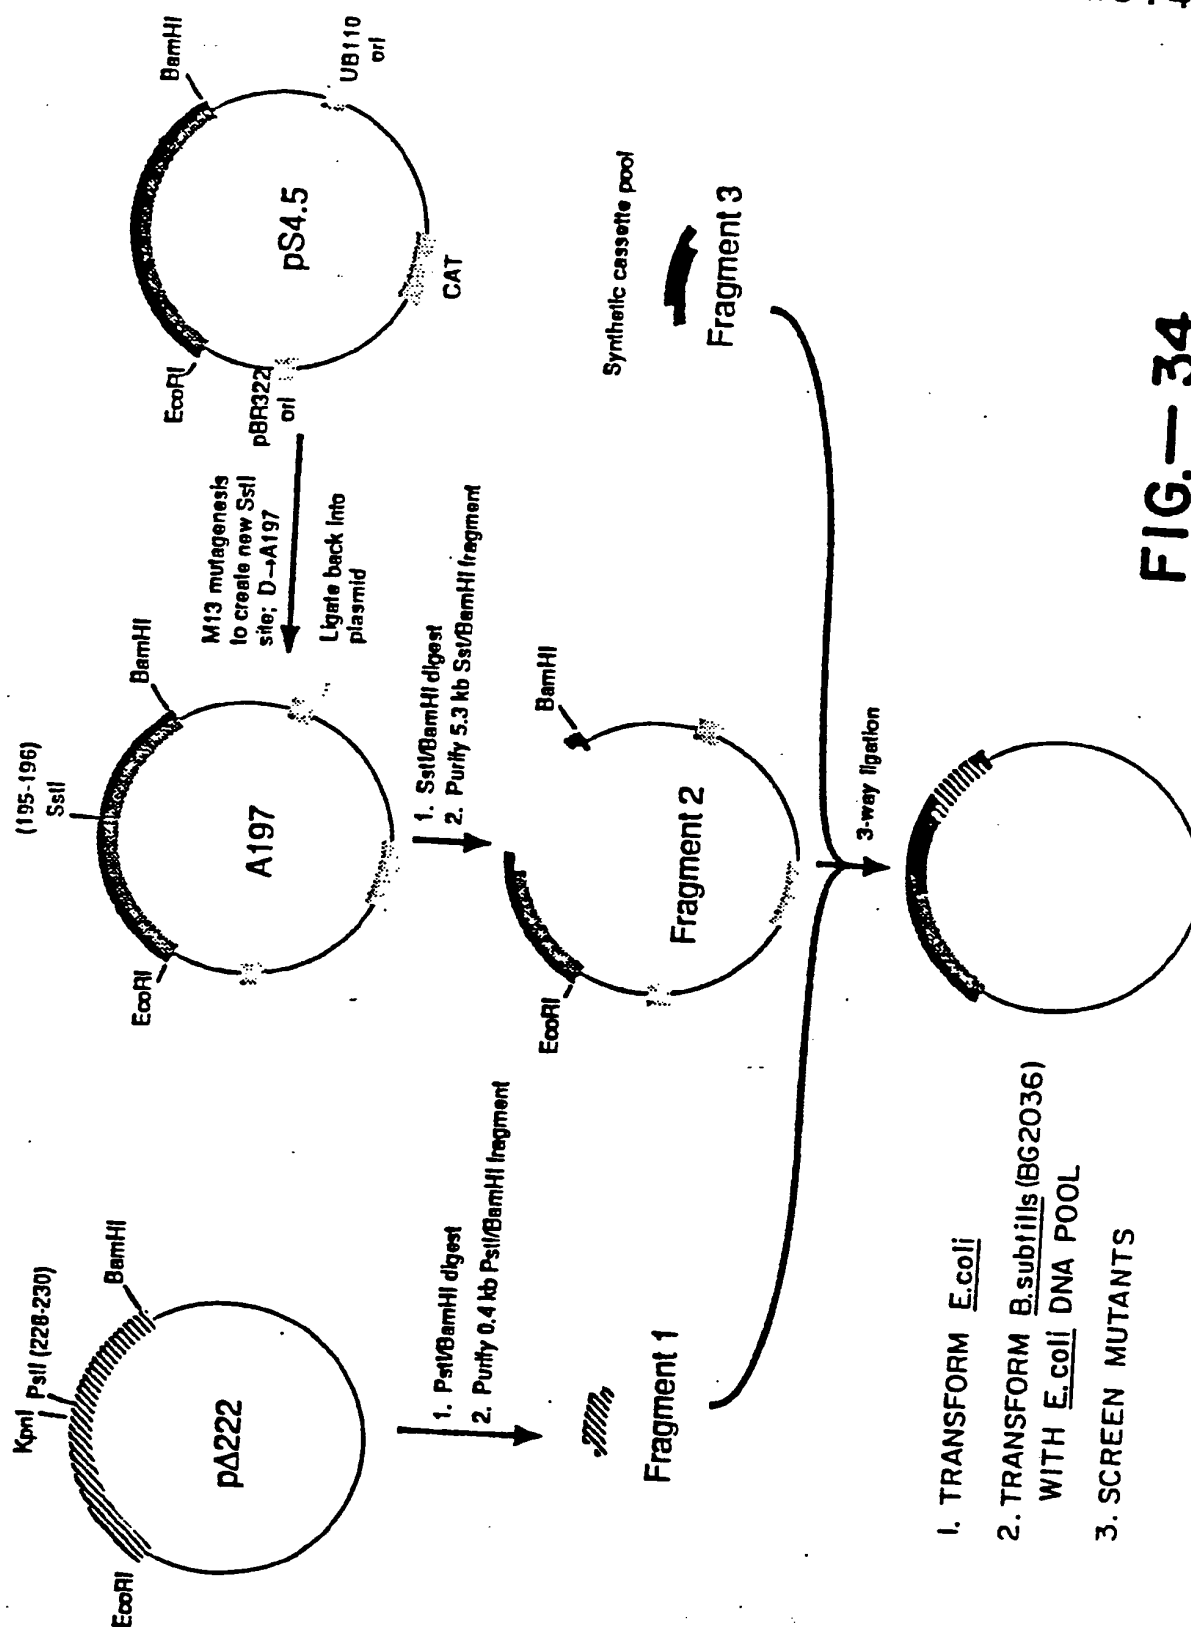 EcoRI
KpnI
PstI (228-230)
BamHI
pΔ222
1. PstI/BamHI digest
2. Purify 0.4 kb PstI/BamHI fragment
Fragment 1
(195-196)
SstI
EcoRI
BamHI
A197
1. SstI/BamHI digest
2. Purify 5.3 kb SstI/BamHI fragment
EcoRI
BamHI
Fragment 2
EcoRI
BamHI
pS4.5
pBR322
ori
UB110
ori
CAT
M13 mutagenesis
to create new SstI
site; D→A197
Ligate back into
plasmid
Synthetic cassette pool
Fragment 3
3-way ligation
1. TRANSFORM E.coli
2. TRANSFORM B.subtilis (BG2036)
WITH E.coli DNA POOL
3. SCREEN MUTANTS
FIG.—34